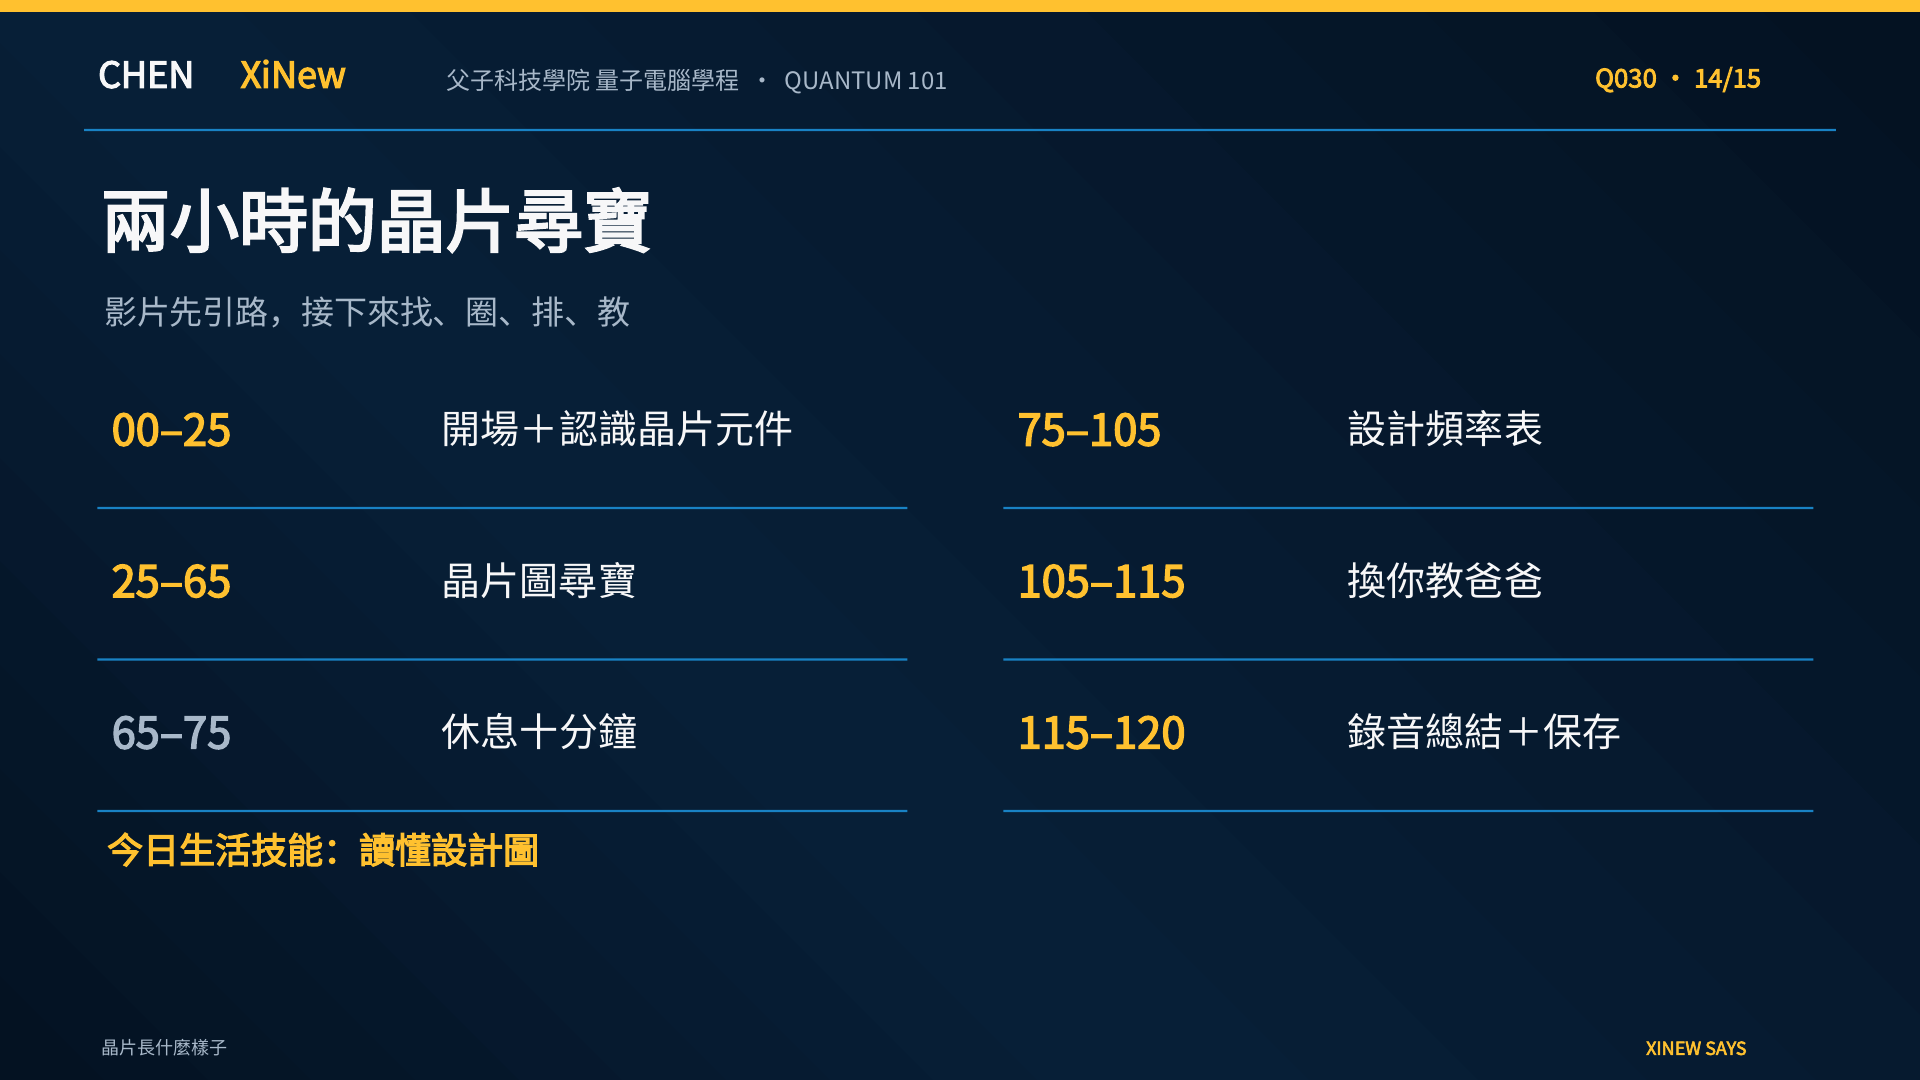 CHEN XiNew 父子科技學院 量子電腦學程 · QUANTUM 101 Q030 · 14/15
兩小時的晶片尋寶
影片先引路，接下來找、圈、排、教
00–25 開場＋認識晶片元件
25–65 晶片圖尋寶
65–75 休息十分鐘
75–105 設計頻率表
105–115 換你教爸爸
115–120 錄音總結＋保存
今日生活技能：讀懂設計圖
晶片長什麼樣子 XINEW SAYS